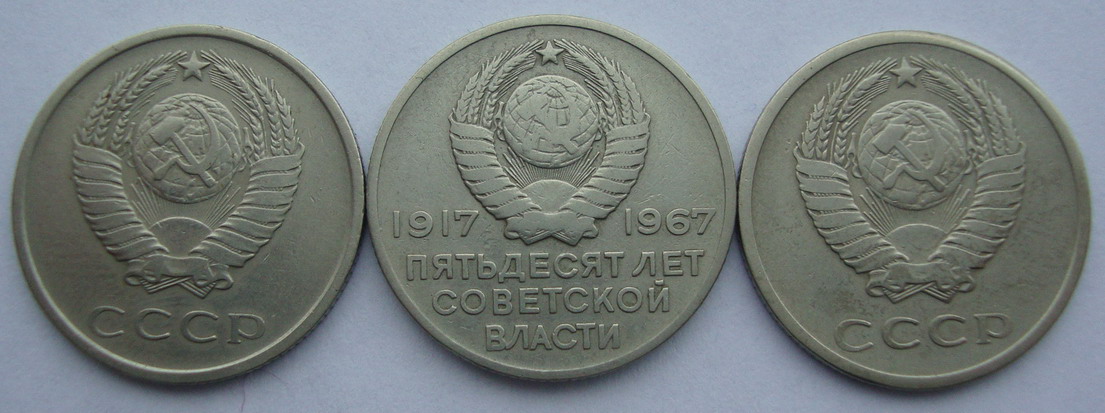 СССР
1917 1967
ПЯТЬДЕСЯТ ЛЕТ
СОВЕТСКОЙ
ВЛАСТИ
СССР